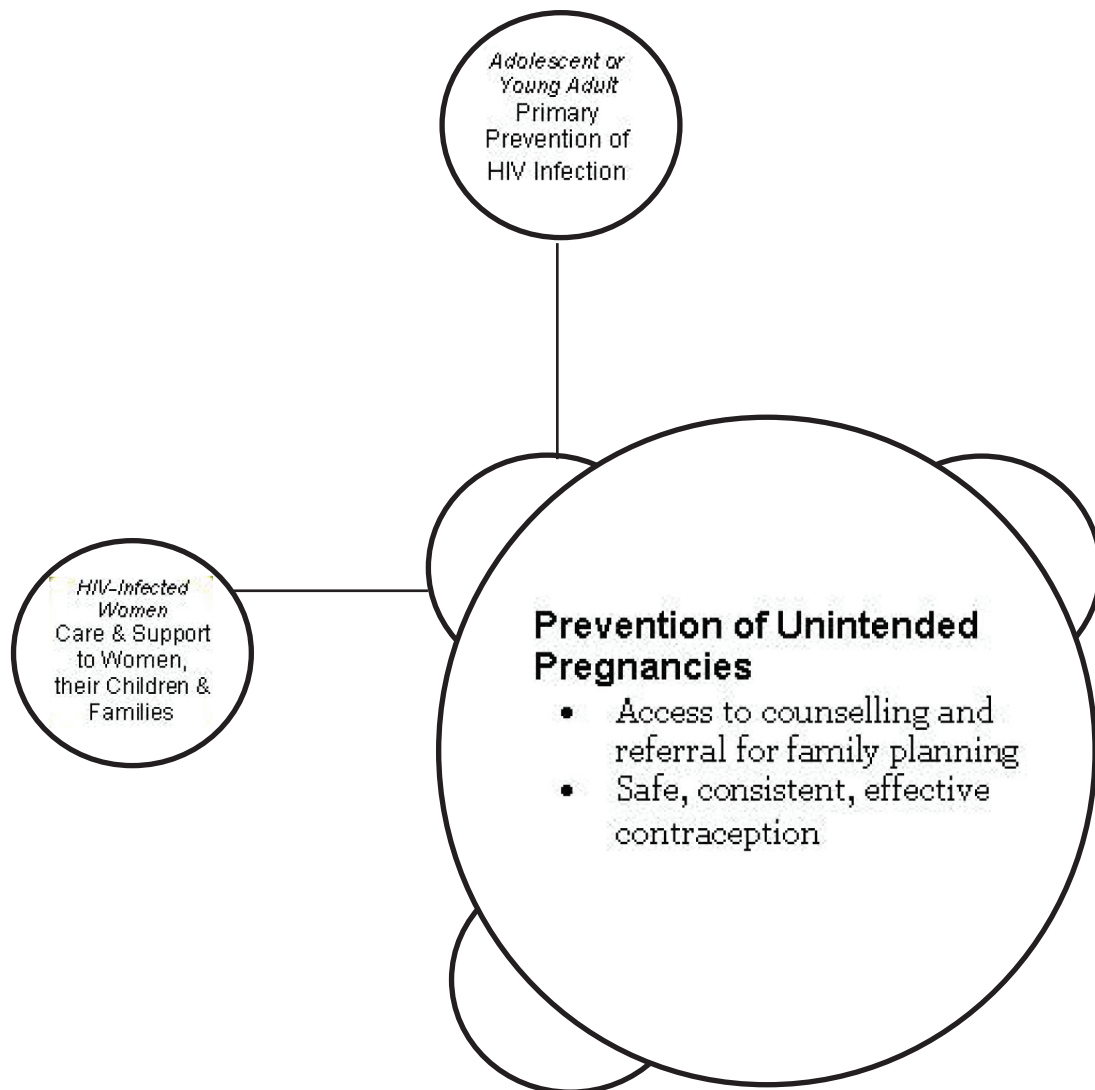 Adolescent or
Young Adult
Primary
Prevention of
HIV Infection
HIV-Infected
Women
Care & Support
to Women,
their Children &
Families
Prevention of Unintended
Pregnancies
• Access to counselling and
referral for family planning
• Safe, consistent, effective
contraception